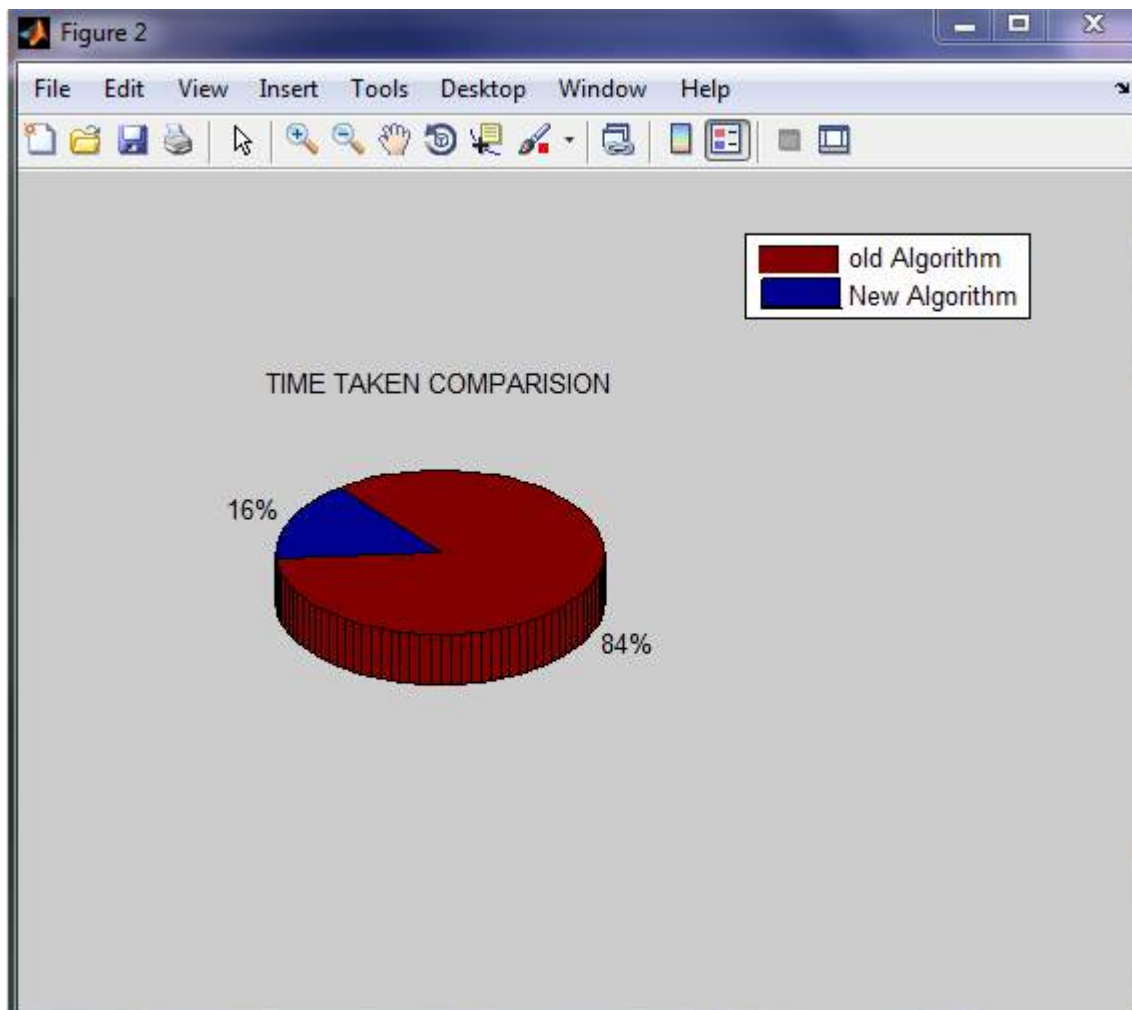 Figure 2
File Edit View Insert Tools Desktop Window Help
old Algorithm
New Algorithm
TIME TAKEN COMPARISION
16%
84%